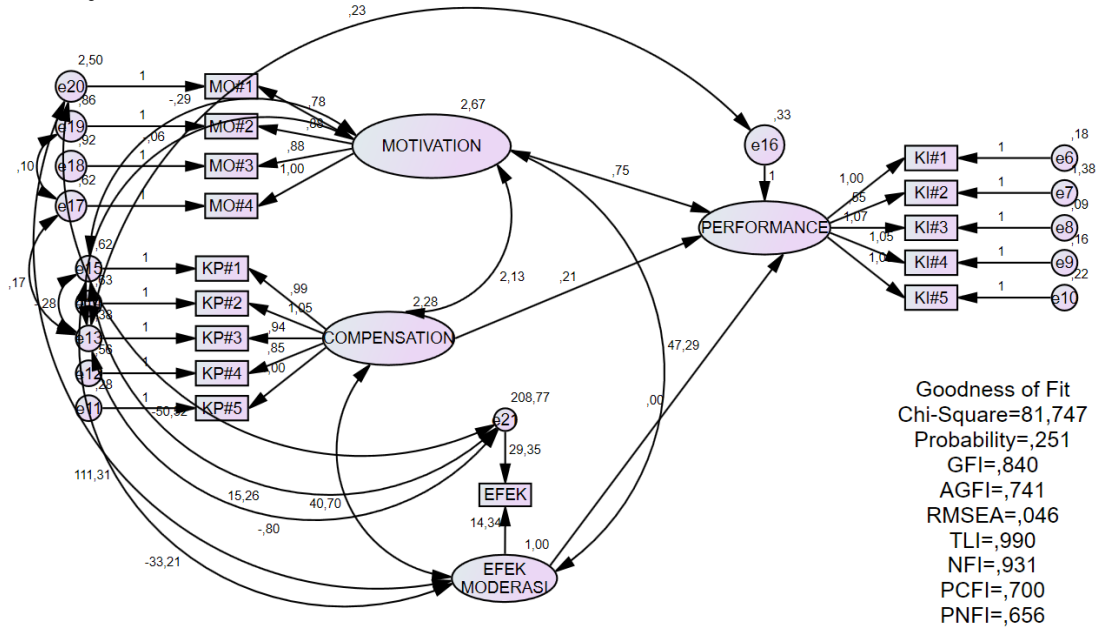 ,23
2,50
e20
1
MO#1
,86
-,29
,78
2,67
e19
1
MO#2
,88
,33
-,06
,92
MOTIVATION
e16
,18
,10
e18
1
MO#3
,88
KI#1
1
e6
,62
1,00
,75
1
1,00
1,38
e17
1
MO#4
KI#2
1
e7
PERFORMANCE
1,07
KI#3
1
e8
,09
,62
1,05
KI#4
1
e9
,16
e15
1
KP#1
,22
,17
,99
2,13
,21
KI#5
1
e10
1
KP#2
1,05
2,28
e13
1
KP#3
,94
COMPENSATION
,56
,85
47,29
e12
1
KP#4
,28
,00
e11
1
KP#5
208,77
e21
29,35
111,31
15,26
40,70
EFEK
-,80
14,34
1,00
-33,21
EFEK
MODERASI
Goodness of Fit
Chi-Square=81,747
Probability=,251
GFI=,840
AGFI=,741
RMSEA=,046
TLI=,990
NFI=,931
PCFI=,700
PNFI=,656